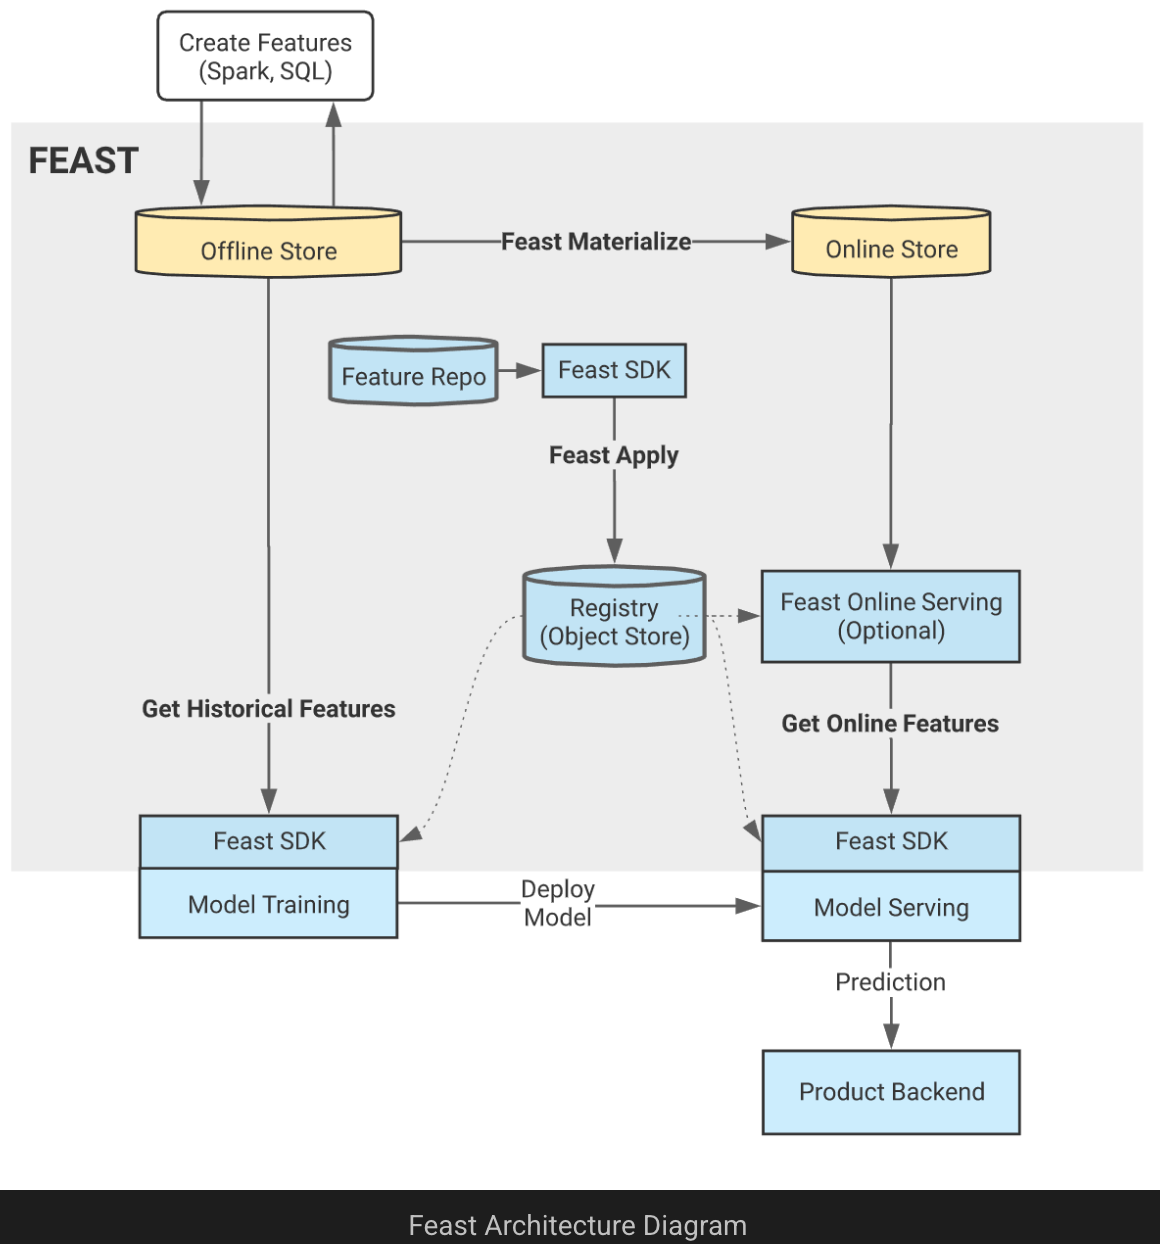 Create Features
(Spark, SQL)
FEAST
Offline Store
Feast Materialize
Online Store
Feature Repo
Feast SDK
Feast Apply
Registry
(Object Store)
Feast Online Serving
(Optional)
Get Historical Features
Get Online Features
Feast SDK
Feast SDK
Model Training
Deploy
Model
Model Serving
Prediction
Product Backend
Feast Architecture Diagram